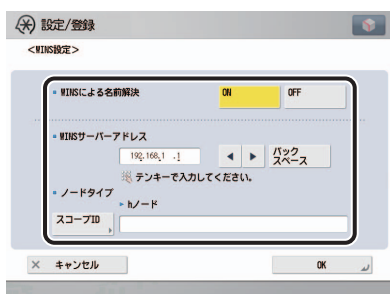 設定/登録
<WINS設定>
▪ WINSによる名前解決 ON OFF
▪ WINSサーバーアドレス
192.168.1 .1 ◀ ▶ バックスペース
テンキーで入力してください。
▪ ノードタイプ
▸ hノード
スコープID
× キャンセル OK